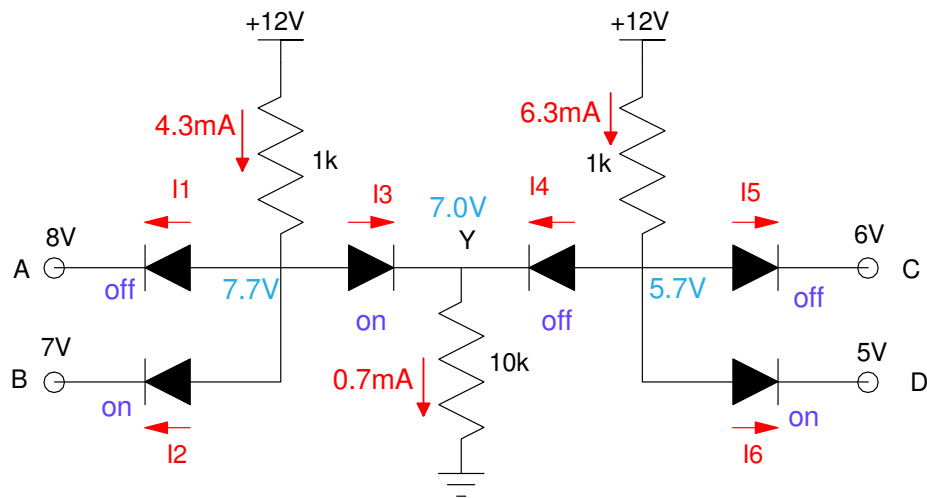 +12V +12V
4.3mA 6.3mA
1k 1k
I1 I3 I4 I5
7.0V
8V Y 6V
A C
off 7.7V 5.7V off
on off
7V 10k 5V
B 0.7mA D
on on
I2 I6